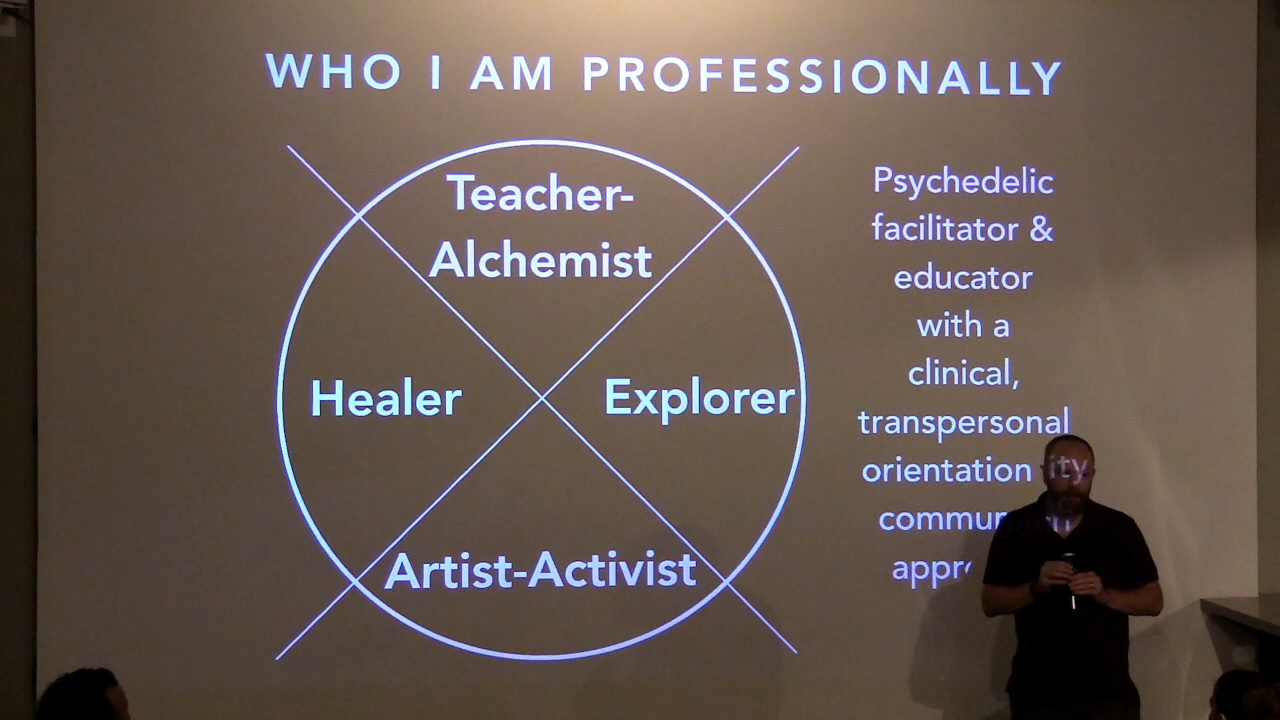 WHO I AM PROFESSIONALLY
Teacher-
Alchemist
Healer
Explorer
Artist-Activist
Psychedelic
facilitator &
educator
with a
clinical,
transpersonal
orientation